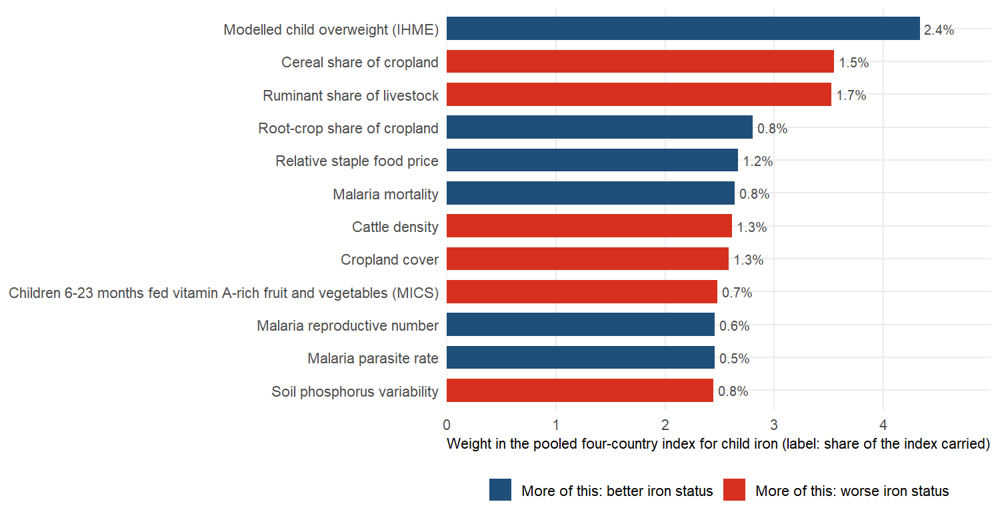 Modelled child overweight (IHME) 2.4%
Cereal share of cropland 1.5%
Ruminant share of livestock 1.7%
Root-crop share of cropland 0.8%
Relative staple food price 1.2%
Malaria mortality 0.8%
Cattle density 1.3%
Cropland cover 1.3%
Children 6-23 months fed vitamin A-rich fruit and vegetables (MICS) 0.7%
Malaria reproductive number 0.6%
Malaria parasite rate 0.5%
Soil phosphorus variability 0.8%
0 1 2 3 4
Weight in the pooled four-country index for child iron (label: share of the index carried)
More of this: better iron status More of this: worse iron status